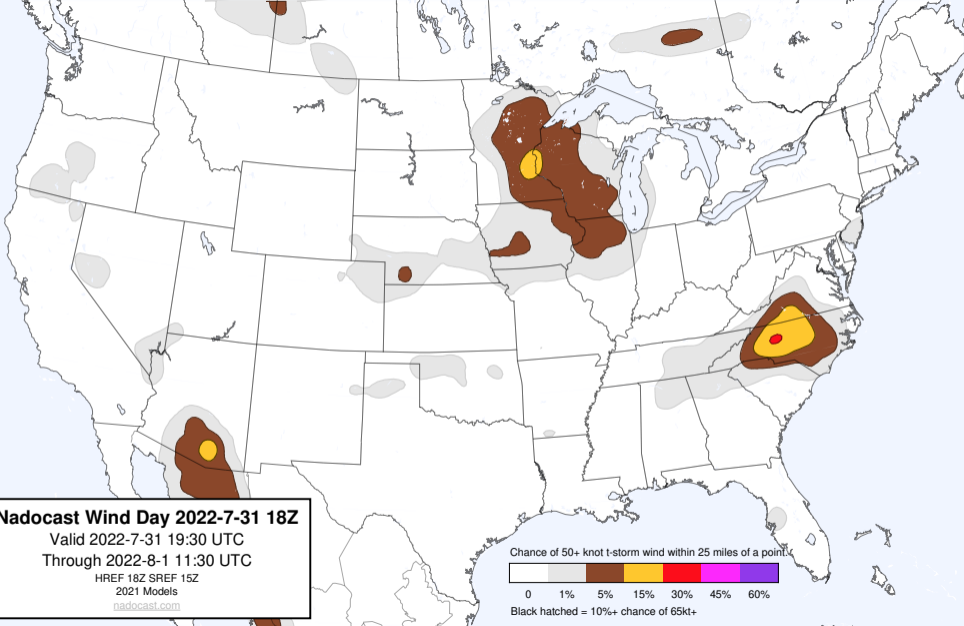 Nadocast Wind Day 2022-7-31 18Z
Valid 2022-7-31 19:30 UTC
Through 2022-8-1 11:30 UTC
HREF 18Z SREF 15Z
2021 Models
nadocast.com
Chance of 50+ knot t-storm wind within 25 miles of a point.
0 1% 5% 15% 30% 45% 60%
Black hatched = 10%+ chance of 65kt+